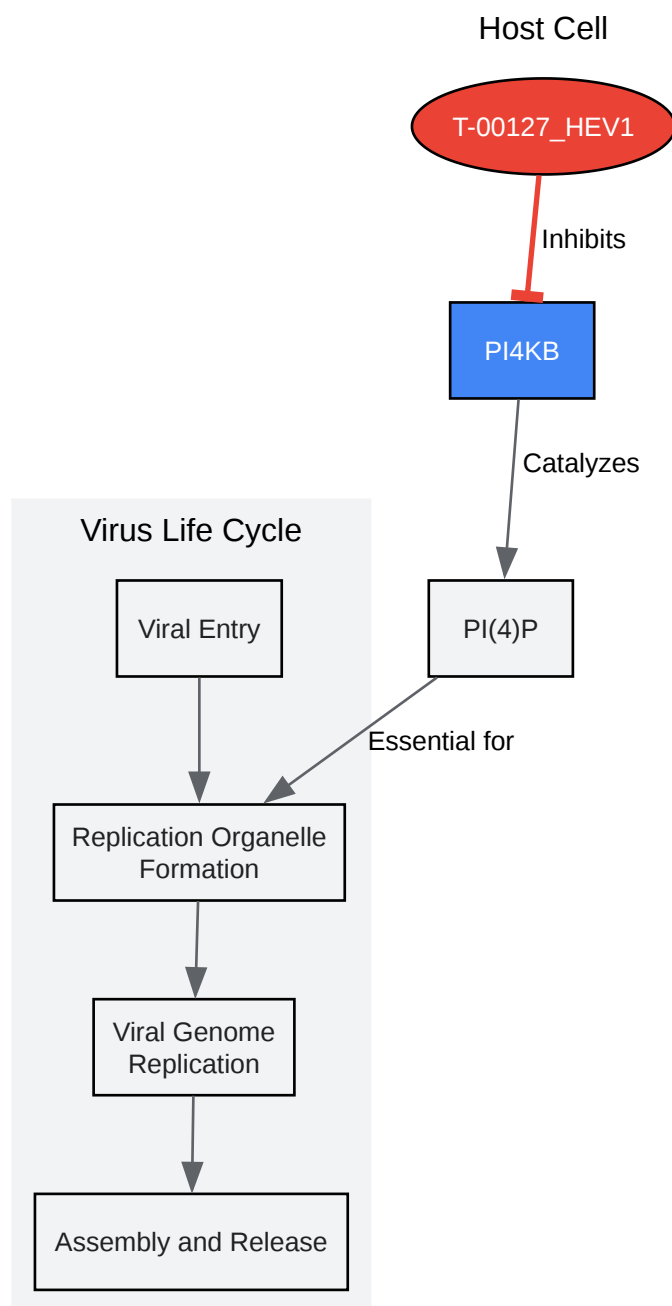 Host Cell
T-00127_HEV1
Inhibits
PI4KB
Catalyzes
Virus Life Cycle
Viral Entry
PI(4)P
Essential for
Replication Organelle
Formation
Viral Genome
Replication
Assembly and Release